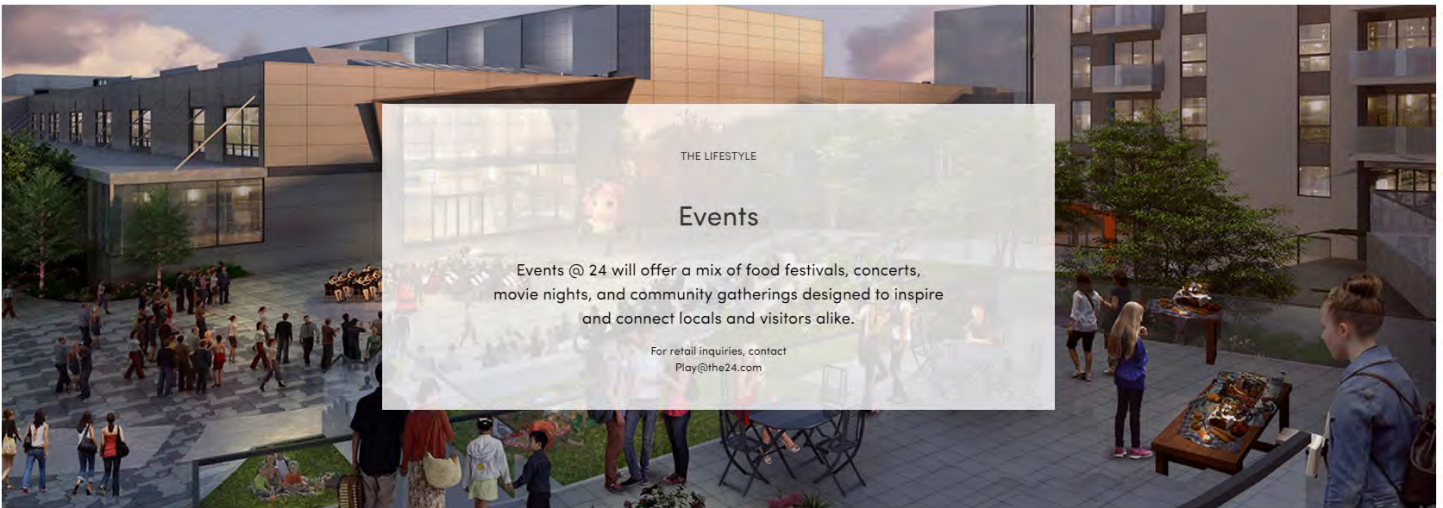 THE LIFESTYLE
Events
Events @ 24 will offer a mix of food festivals, concerts,
movie nights, and community gatherings designed to inspire
and connect locals and visitors alike.
For retail inquiries, contact
Play@the24.com